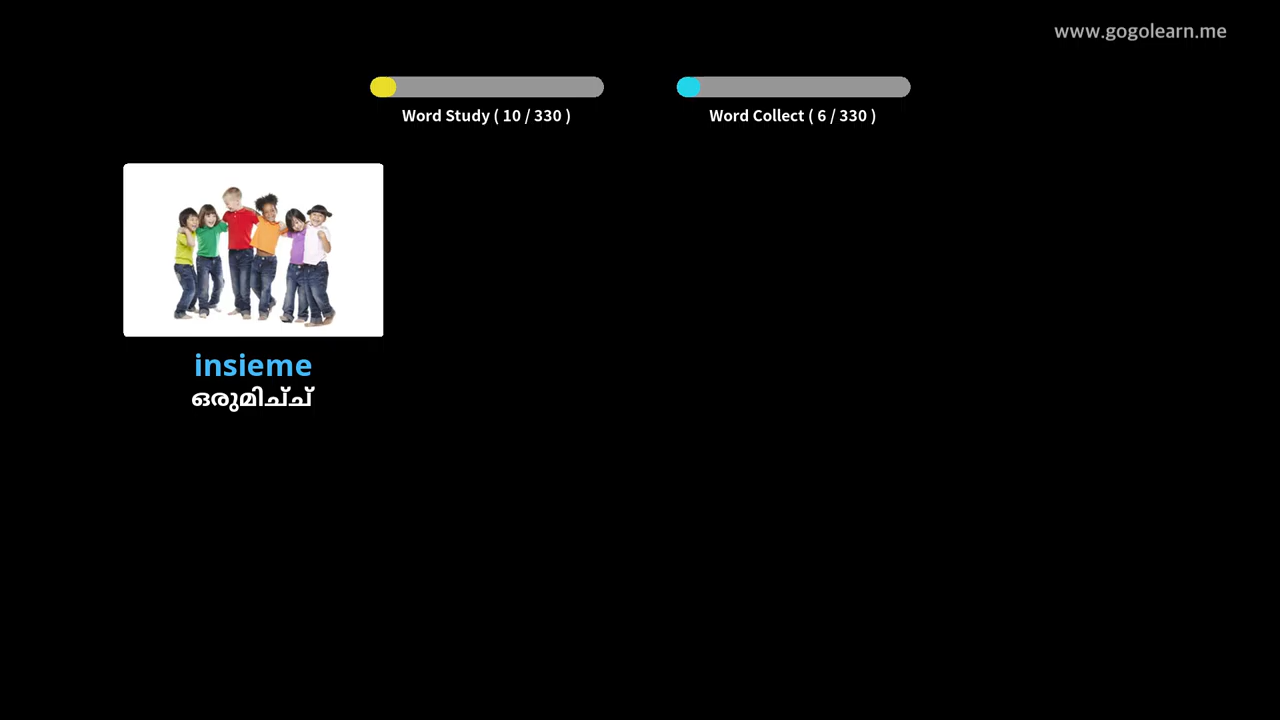 www.gogolearn.me
Word Study ( 10 / 330 )
Word Collect ( 6 / 330 )
insieme
ഒരുമിച്ച്